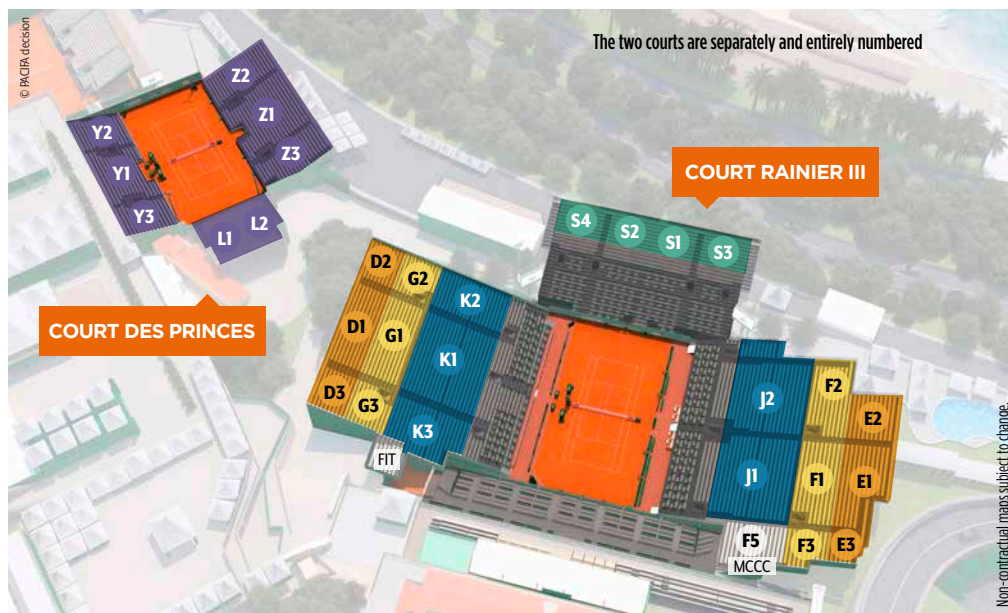 © PACIFA decision
The two courts are separately and entirely numbered
Z2
Z1
Z3
Y2
Y1
Y3
L1
L2
COURT DES PRINCES
COURT RAINIER III
S4
S2
S1
S3
D2
G2
K2
D1
G1
K1
D3
G3
K3
FIT
J2
F2
E2
J1
F1
E1
F5
F3
E3
MCCC
Non-contractual maps subject to change.